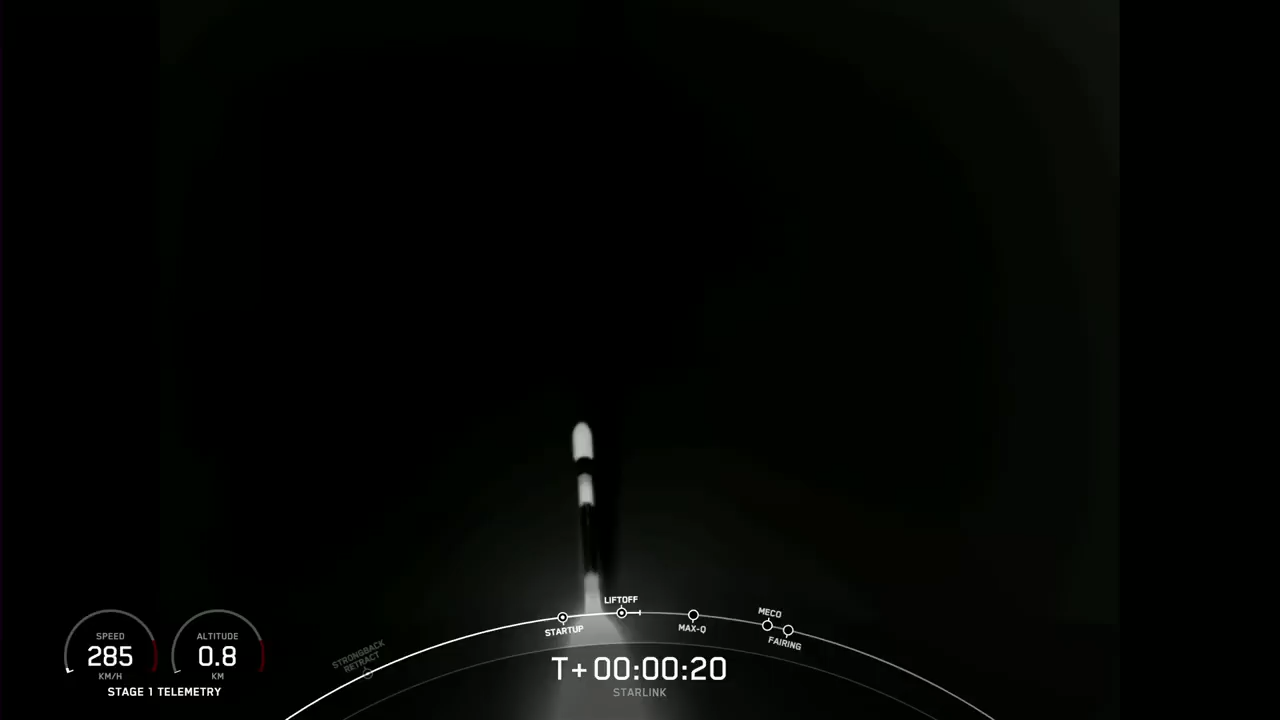 SPEED
285
KM/H
ALTITUDE
0.8
KM
STAGE 1 TELEMETRY
STRONGBACK
RETRACT
STARTUP
LIFTOFF
MAX-Q
MECO
FAIRING
T+00:00:20
STARLINK